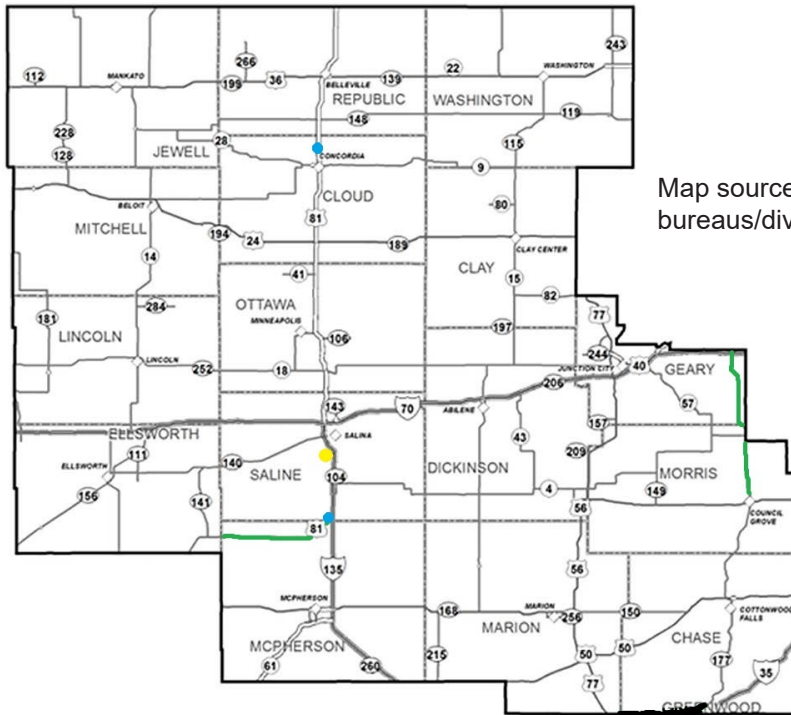 243
266
22
WASHINGTON
112
MANKATO
199
36
139
BELLEVILLE
REPUBLIC
WASHINGTON
148
119
228
28
115
128
JEWELL
CONCORDIA
9
CLOUD
Map source
bureaus/div
BELOIT
80
81
MITCHELL
194
24
189
CLAY CENTER
14
CLAY
41
15
82
284
OTTAWA
181
77
MINNEAPOLIS
197
LINCOLN
106
244
LINCOLN
252
18
JUNCTION CITY
40
GEARY
206
143
70
ABILENE
57
157
ELLSWORTH
SALINA
43
111
209
ELLSWORTH
140
SALINE
104
DICKINSON
MORRIS
156
141
4
149
56
COUNCIL
GROVE
81
135
56
MCPHERSON
168
MARION
256
150
COTTONWOOD
FALLS
MARION
CHASE
MCPHERSON
215
50
50
177
61
260
77
35
GREENWOOD